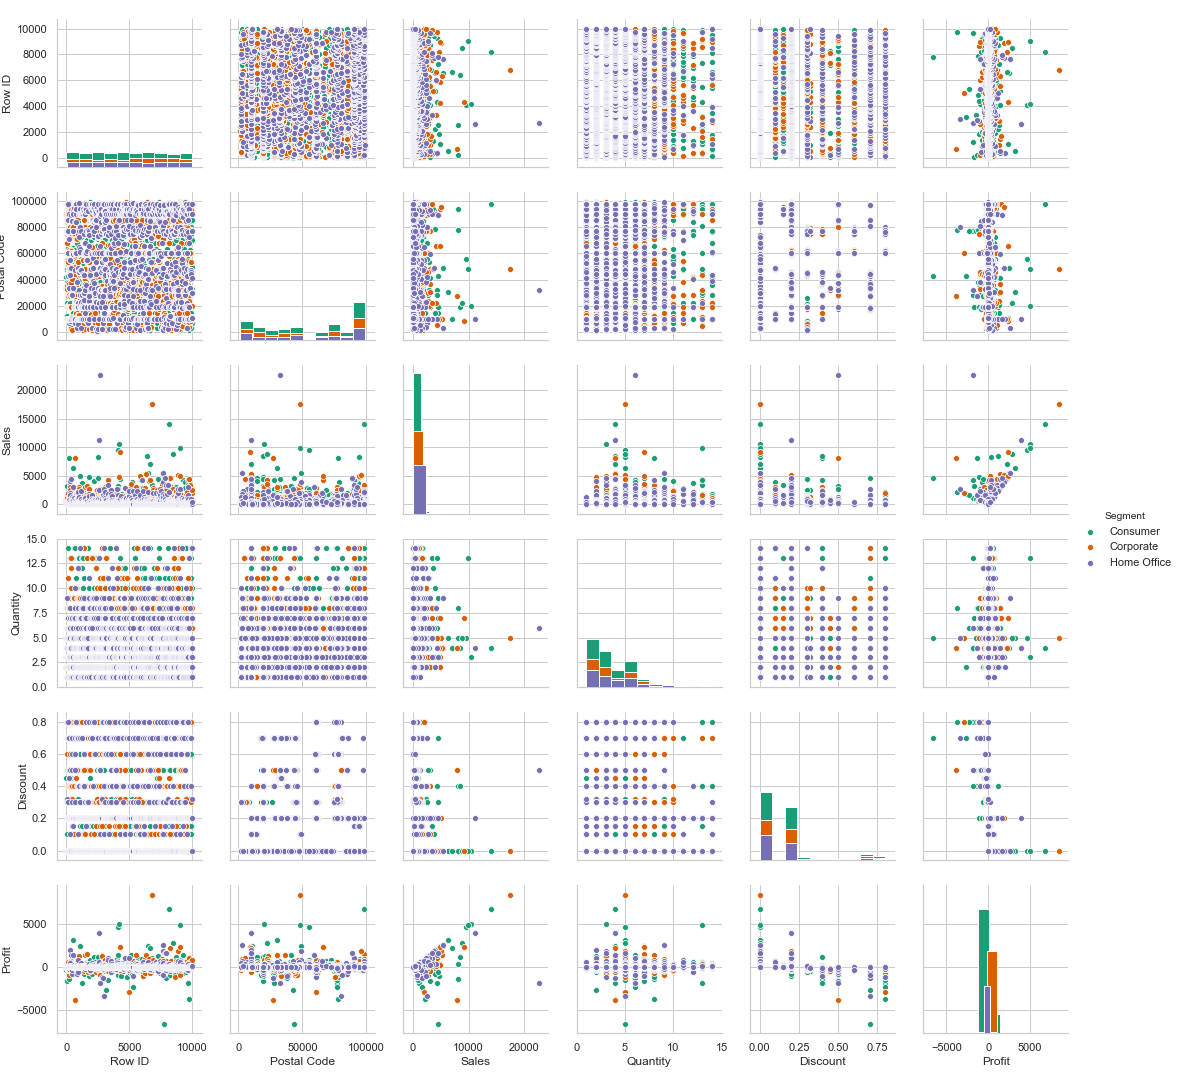 10000
8000
6000
4000
2000
0
Row ID
100000
80000
60000
40000
20000
0
Postal Code
20000
15000
10000
5000
0
Sales
15.0
12.5
10.0
7.5
5.0
2.5
0.0
Quantity
Segment
Consumer
Corporate
Home Office
0.8
0.6
0.4
0.2
0.0
Discount
5000
0
−5000
Profit
0 10000 0 100000 0 10000 20000 0 5 10 15 0.00 0.25 0.50 0.75 −5000 0 5000
Row ID Postal Code Sales Quantity Discount Profit